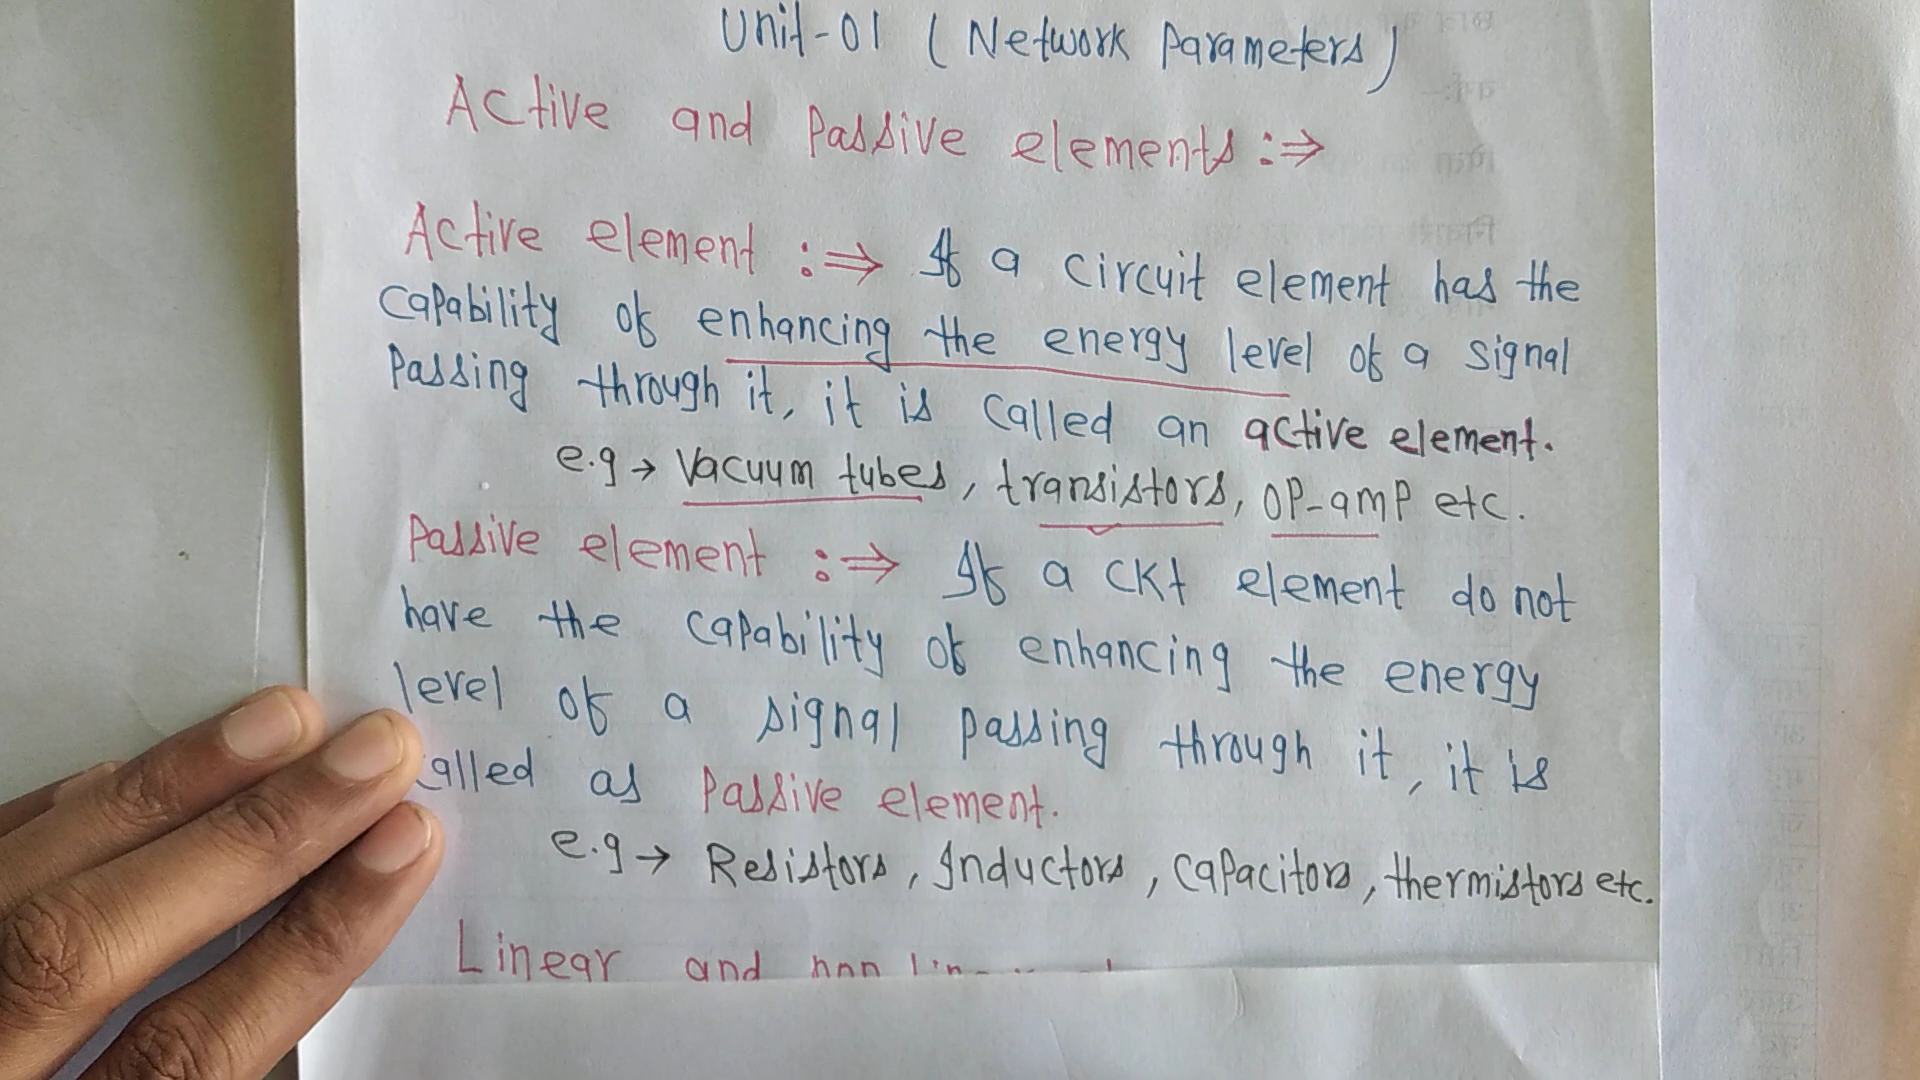 Unit-01 (Network Parameters)
Active and Passive elements :⇒
Active element :⇒ If a circuit element has the
capability of enhancing the energy level of a signal
passing through it, it is called an active element.
e.g → Vacuum tubes, transistors, OP-amp etc.
Passive element :⇒ If a ckt element do not
have the capability of enhancing the energy
level of a signal passing through it, it is
called as Passive element.
e.g → Resistors, Inductors, Capacitors, thermistors etc.
Linear and non